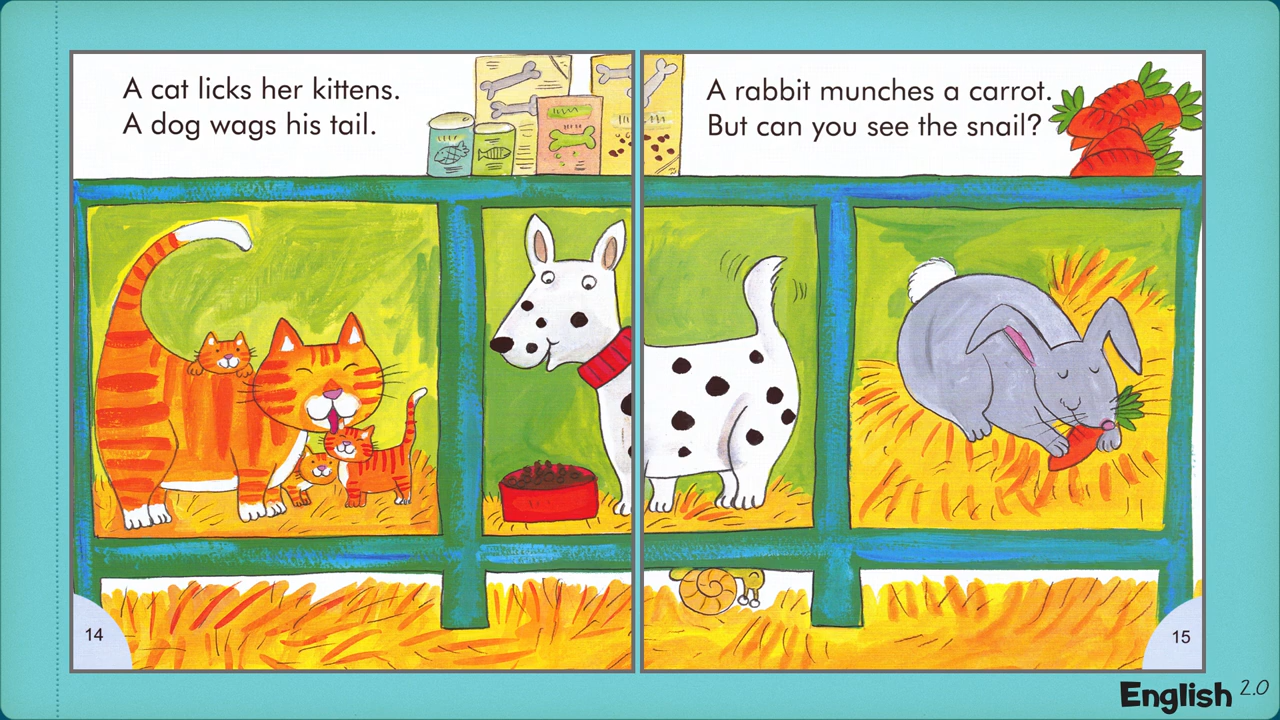 A cat licks her kittens.
A dog wags his tail.
A rabbit munches a carrot.
But can you see the snail?
14
15
English 2.0